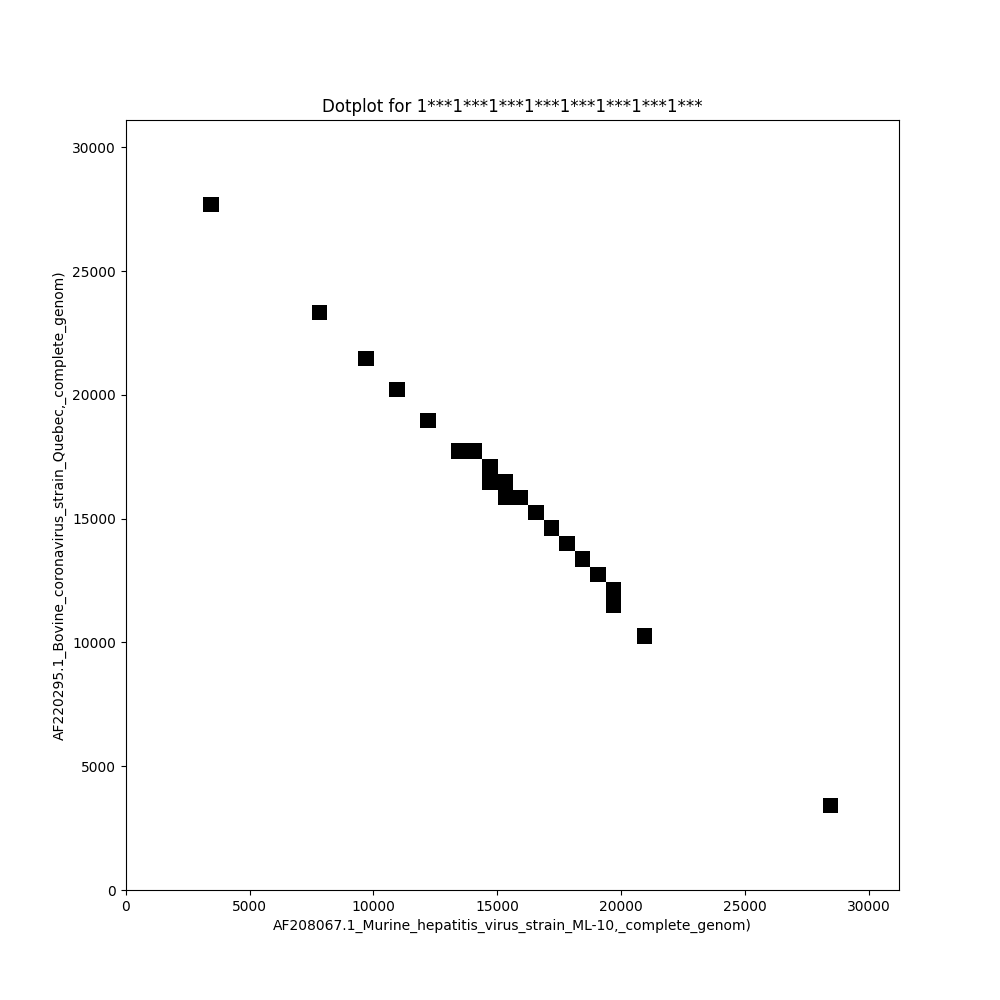 Dotplot for 1***1***1***1***1***1***1***1***
30000
25000
20000
15000
10000
5000
0
AF220295.1_Bovine_coronavirus_strain_Quebec,_complete_genom)
0 5000 10000 15000 20000 25000 30000
AF208067.1_Murine_hepatitis_virus_strain_ML-10,_complete_genom)